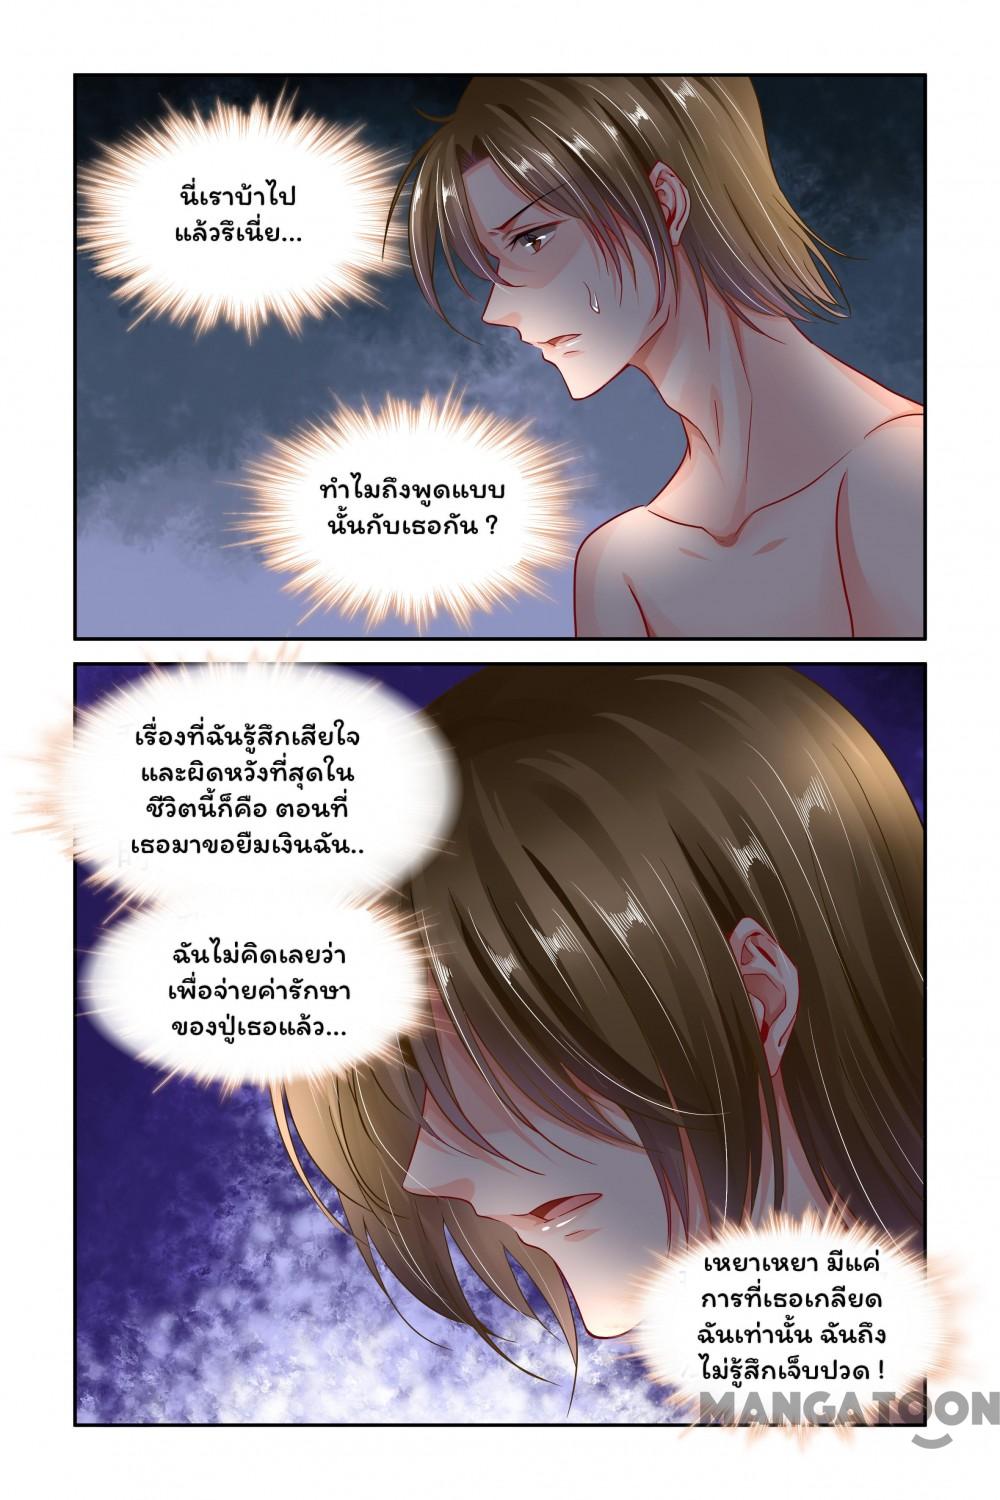 นี่เราบ้าไป
แล้วรึเนี่ย...
ทำไมถึงพูดแบบ
นั้นกับเธอกัน ?
เรื่องที่ฉันรู้สึกเสียใจ
และผิดหวังที่สุดใน
ชีวิตนี้ก็คือ ตอนที่
เธอมาขอยืมเงินฉัน..
ฉันไม่คิดเลยว่า
เพื่อจ่ายค่ารักษา
ของปู่เธอแล้ว...
เหยาเหยา มีแค่
การที่เธอเกลียด
ฉันเท่านั้น ฉันถึง
ไม่รู้สึกเจ็บปวด !
MANGATOON